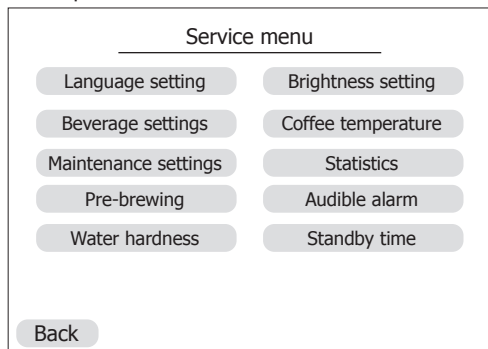 Service menu
Language setting
Brightness setting
Beverage settings
Coffee temperature
Maintenance settings
Statistics
Pre-brewing
Audible alarm
Water hardness
Standby time
Back